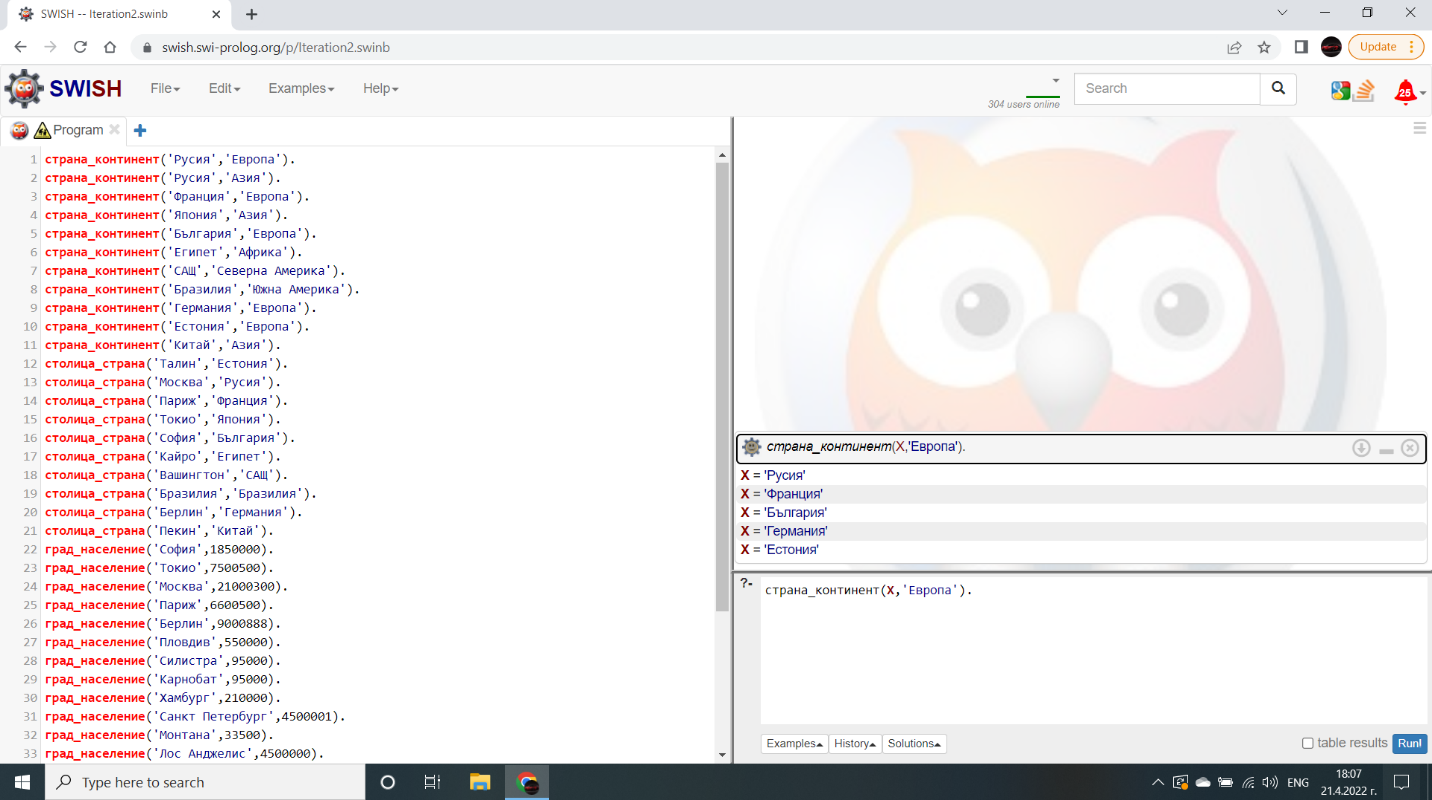 SWISH -- Iteration2.swinb
swish.swi-prolog.org/p/Iteration2.swinb
Update
SWISH File Edit Examples Help
304 users online
Search
25
Program
1 страна_континент('Русия','Европа').
2 страна_континент('Русия','Азия').
3 страна_континент('Франция','Европа').
4 страна_континент('Япония','Азия').
5 страна_континент('България','Европа').
6 страна_континент('Египет','Африка').
7 страна_континент('САЩ','Северна Америка').
8 страна_континент('Бразилия','Южна Америка').
9 страна_континент('Германия','Европа').
10 страна_континент('Естония','Европа').
11 страна_континент('Китай','Азия').
12 столица_страна('Талин','Естония').
13 столица_страна('Москва','Русия').
14 столица_страна('Париж','Франция').
15 столица_страна('Токио','Япония').
16 столица_страна('София','България').
17 столица_страна('Кайро','Египет').
18 столица_страна('Вашингтон','САЩ').
19 столица_страна('Бразилия','Бразилия').
20 столица_страна('Берлин','Германия').
21 столица_страна('Пекин','Китай').
22 град_население('София',1850000).
23 град_население('Токио',7500500).
24 град_население('Москва',21000300).
25 град_население('Париж',6600500).
26 град_население('Берлин',9000888).
27 град_население('Пловдив',550000).
28 град_население('Силистра',95000).
29 град_население('Карнобат',95000).
30 град_население('Хамбург',210000).
31 град_население('Санкт Петербург',4500001).
32 град_население('Монтана',33500).
33 град_население('Лос Анджелис',4500000).
страна_континент(X,'Европа').
X = 'Русия'
X = 'Франция'
X = 'България'
X = 'Германия'
X = 'Естония'
?- страна_континент(X,'Европа').
Examples History Solutions table results Run!
Type here to search
ENG
18:07
21.4.2022 г.